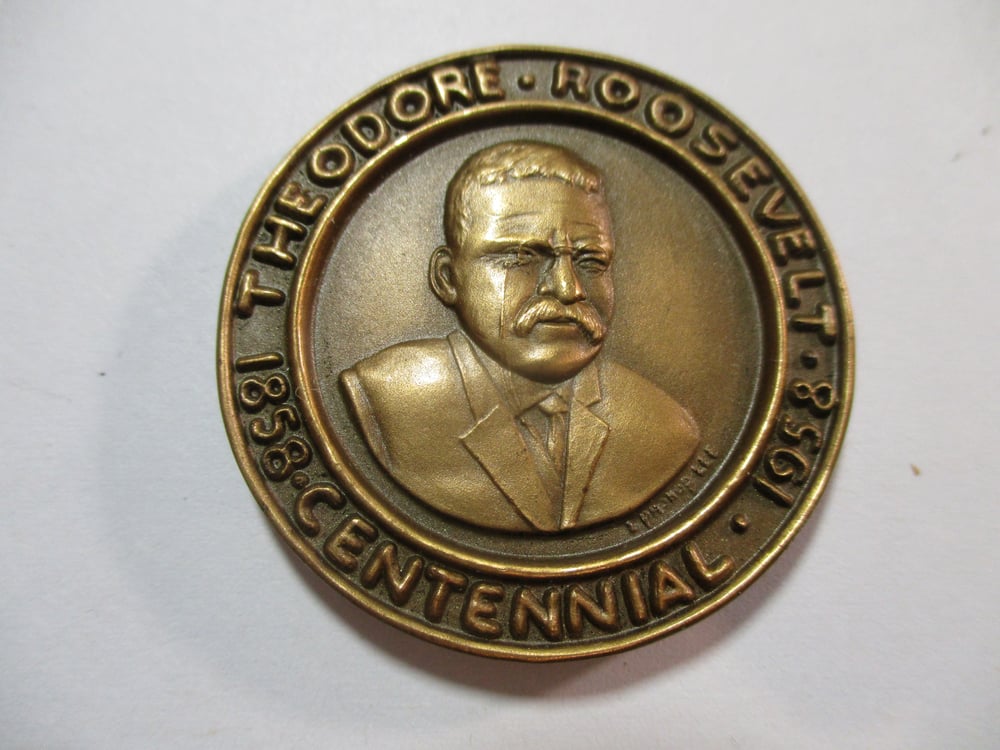 THEODORE · ROOSEVELT · 1958 · CENTENNIAL · 1858